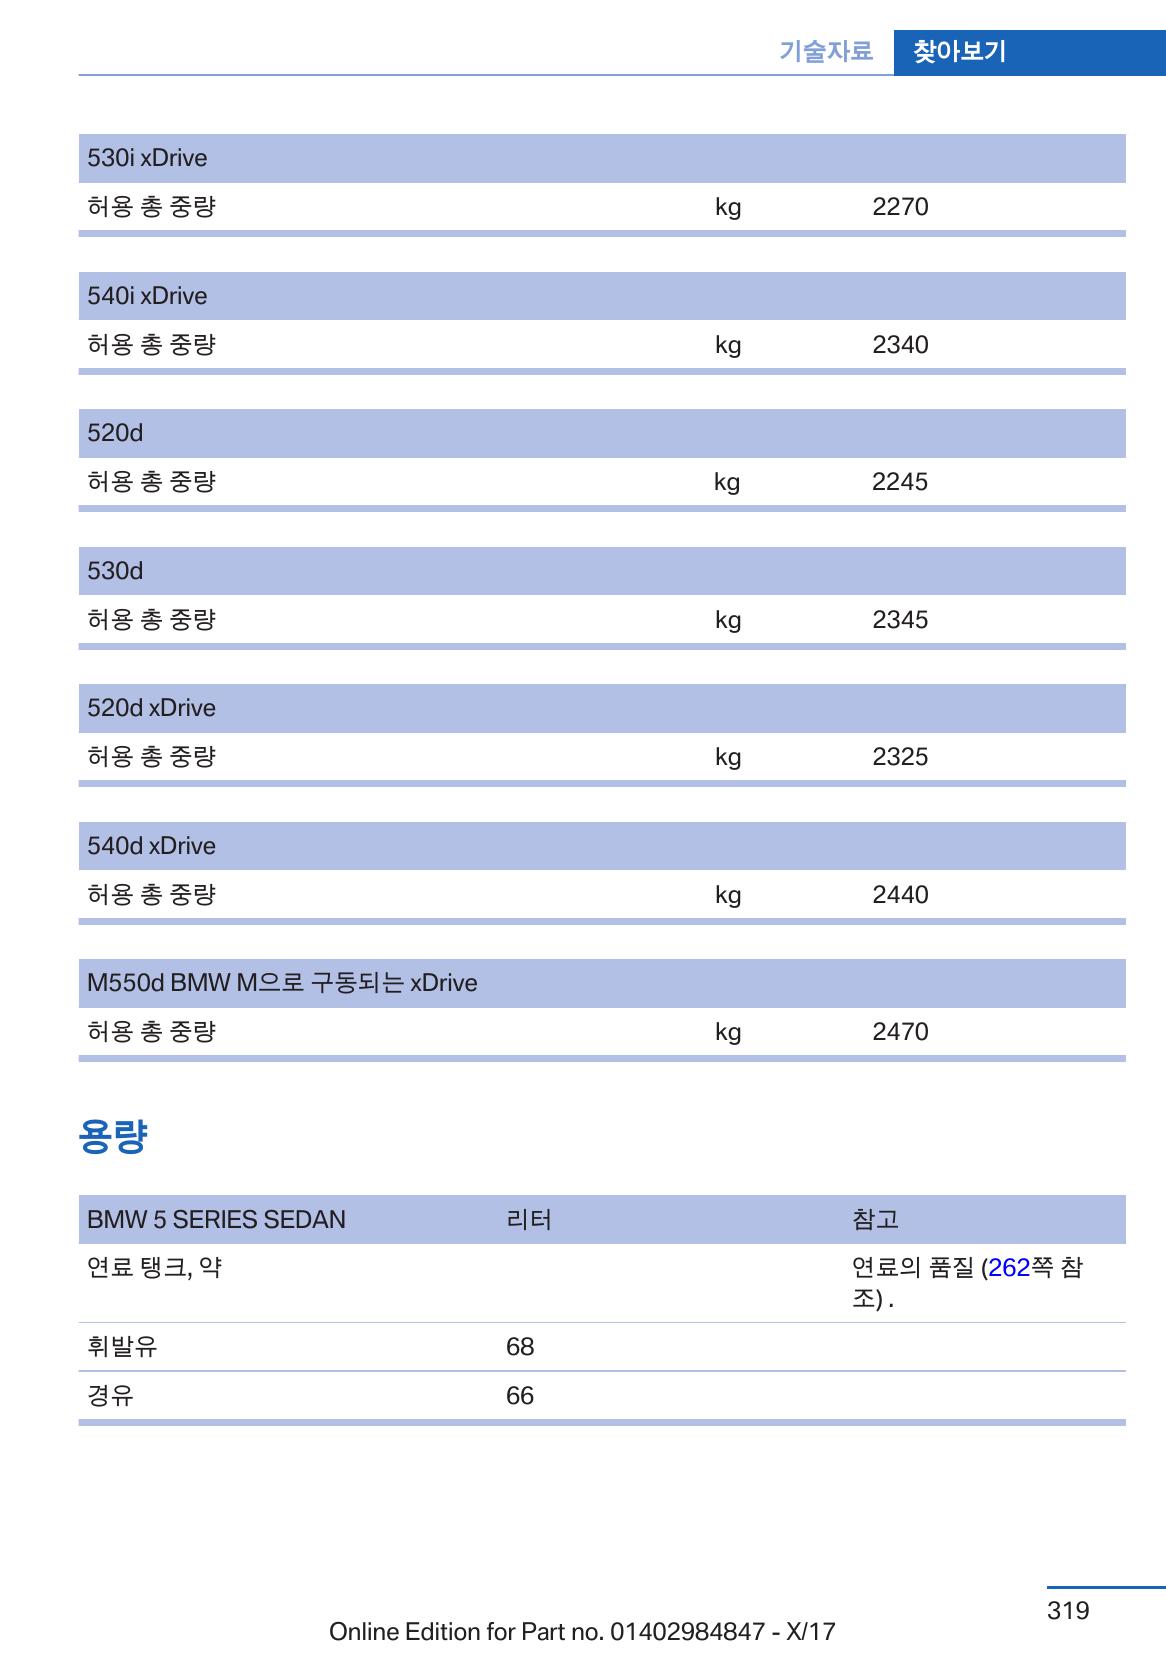 기술자료 찾아보기
530i xDrive
허용 총 중량 kg 2270
540i xDrive
허용 총 중량 kg 2340
520d
허용 총 중량 kg 2245
530d
허용 총 중량 kg 2345
520d xDrive
허용 총 중량 kg 2325
540d xDrive
허용 총 중량 kg 2440
M550d BMW M으로 구동되는 xDrive
허용 총 중량 kg 2470
용량
BMW 5 SERIES SEDAN 리터 참고
연료 탱크, 약 연료의 품질 (262쪽 참
조) .
휘발유 68
경유 66
319
Online Edition for Part no. 01402984847 - X/17